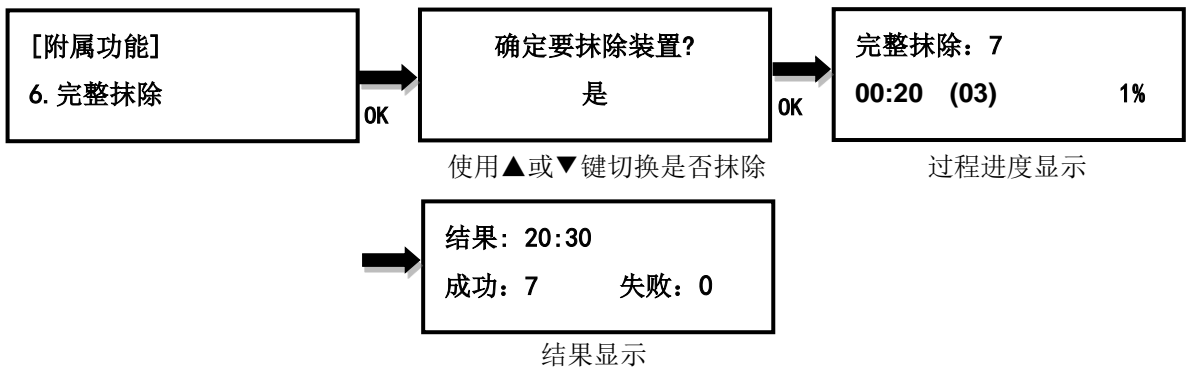 [附属功能]
6.完整抹除
OK
确定要抹除装置?
是
OK
完整抹除：7
00:20 (03) 1%
使用▲或▼键切换是否抹除
过程进度显示
结果: 20:30
成功：7 失败：0
结果显示